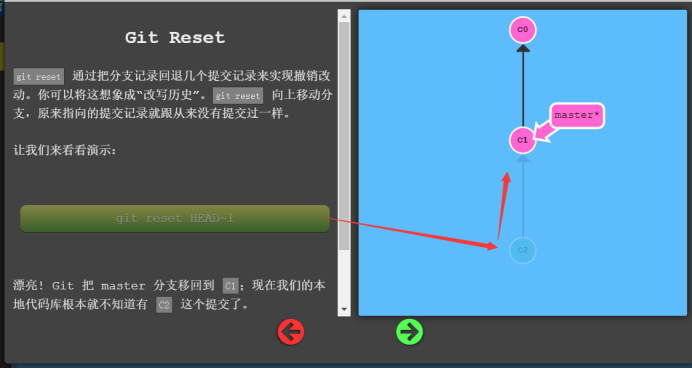 Git Reset
git reset 通过把分支记录回退几个提交记录来实现撤销改
动。你可以将这想象成“改写历史”。git reset 向上移动分
支，原来指向的提交记录就跟从来没有提交过一样。
让我们来看看演示：
git reset HEAD~1
漂亮! Git 把 master 分支移回到 C1；现在我们的本
地代码库根本就不知道有 C2 这个提交了。
C0
master*
C1
C2